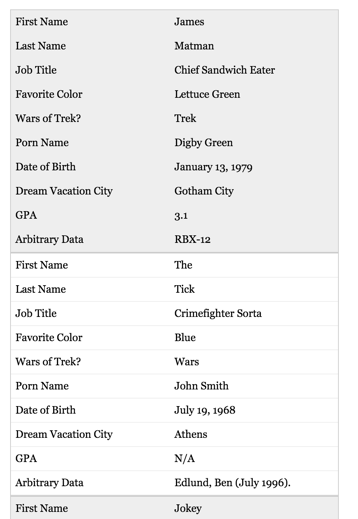 First Name James
Last Name Matman
Job Title Chief Sandwich Eater
Favorite Color Lettuce Green
Wars of Trek? Trek
Porn Name Digby Green
Date of Birth January 13, 1979
Dream Vacation City Gotham City
GPA 3.1
Arbitrary Data RBX-12
First Name The
Last Name Tick
Job Title Crimefighter Sorta
Favorite Color Blue
Wars of Trek? Wars
Porn Name John Smith
Date of Birth July 19, 1968
Dream Vacation City Athens
GPA N/A
Arbitrary Data Edlund, Ben (July 1996).
First Name Jokey